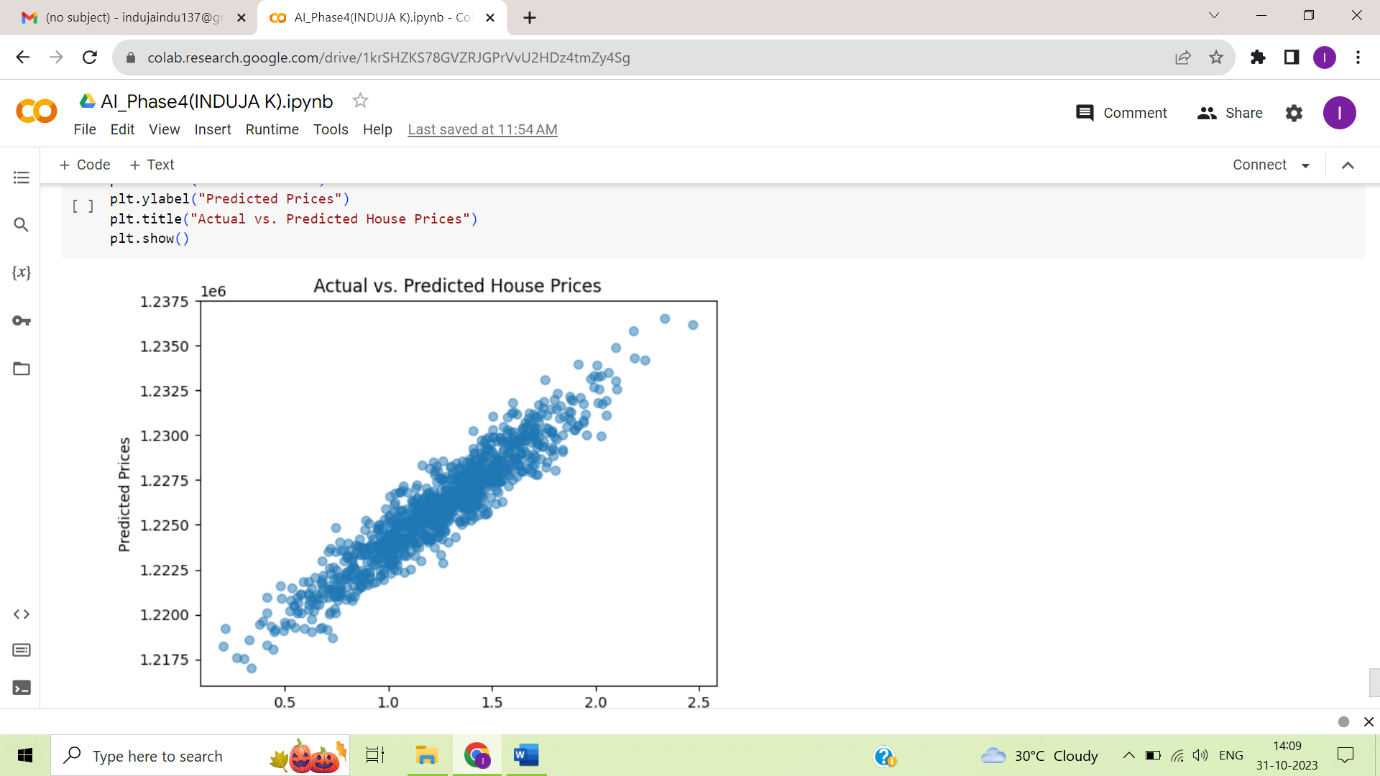 (no subject) - indujaindu137@gr
AI_Phase4(INDUJA K).ipynb - Co
colab.research.google.com/drive/1krSHZKS78GVZRJGPrVvU2HDz4tmZy4Sg
I
AI_Phase4(INDUJA K).ipynb
Comment
Share
I
File Edit View Insert Runtime Tools Help Last saved at 11:54 AM
+ Code + Text
Connect
[ ]
plt.ylabel("Predicted Prices")
plt.title("Actual vs. Predicted House Prices")
plt.show()
{x}
1e6
Actual vs. Predicted House Prices
1.2375
1.2350
1.2325
1.2300
1.2275
1.2250
1.2225
1.2200
1.2175
Predicted Prices
0.5 1.0 1.5 2.0 2.5
Type here to search
30°C Cloudy
ENG
14:09
31-10-2023